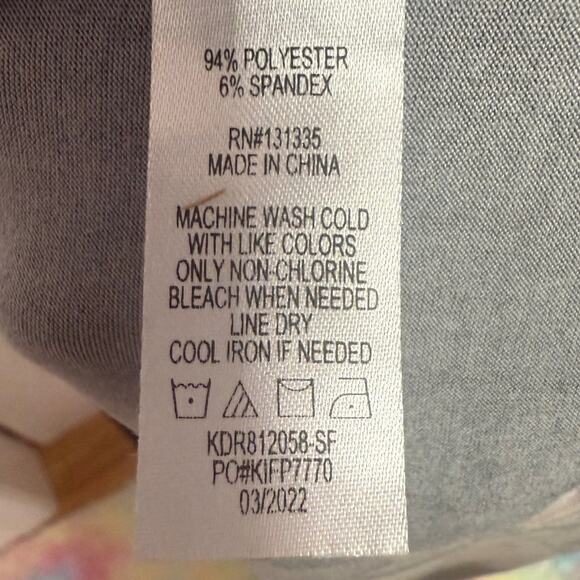 94% POLYESTER
6% SPANDEX
RN#131335
MADE IN CHINA
MACHINE WASH COLD
WITH LIKE COLORS
ONLY NON-CHLORINE
BLEACH WHEN NEEDED
LINE DRY
COOL IRON IF NEEDED
KDR812058-SF
PO#KIFP7770
03/2022